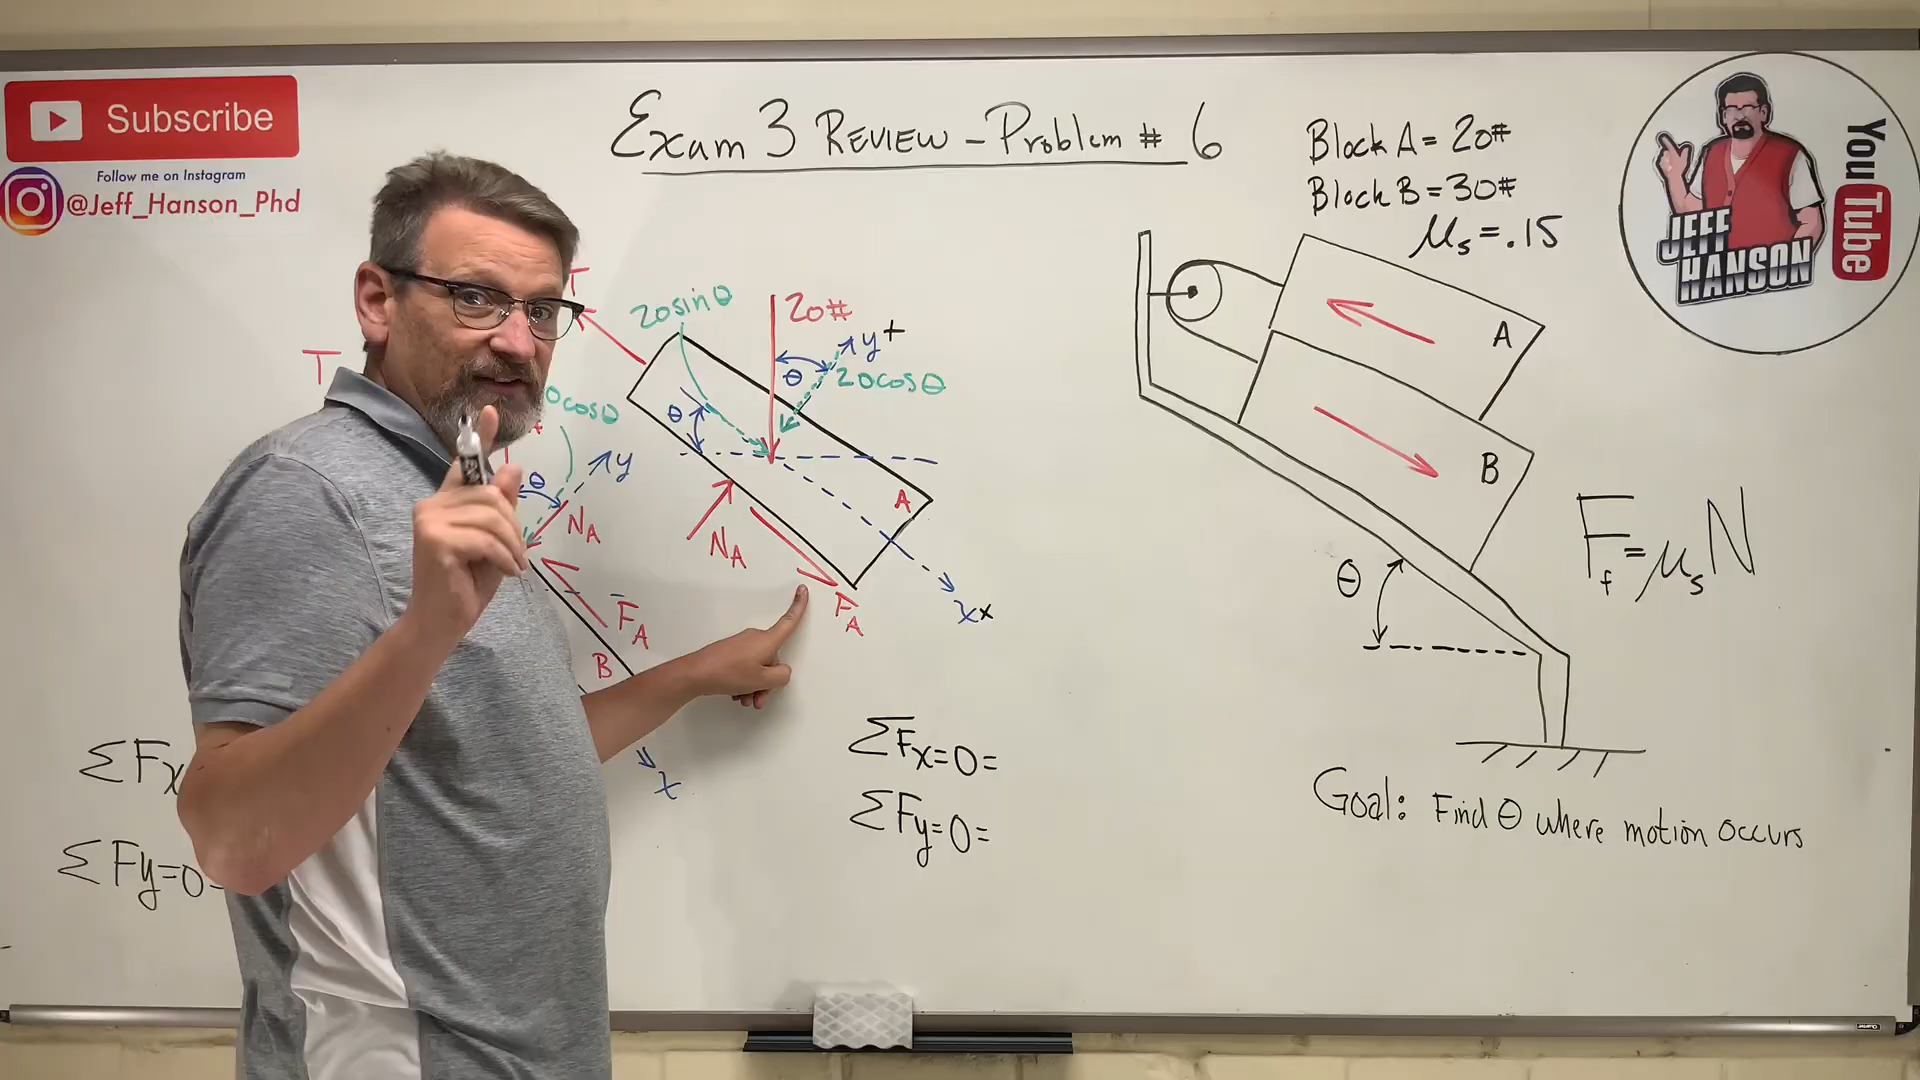 Subscribe
Follow me on Instagram
@Jeff_Hanson_Phd
Exam 3 REVIEW - Problem # 6
Block A = 20#
Block B = 30#
μs = .15
JEFF
HANSON
YouTube
T
T
20sinθ
20#
y+
θ
20cosθ
θ
cosθ
y
θ
NA
NA
A
FA
FA
B
x
xx
A
B
Ff = μsN
θ
ΣFx
ΣFy=0=
ΣFx=0=
ΣFy=0=
Goal: Find θ where motion occurs